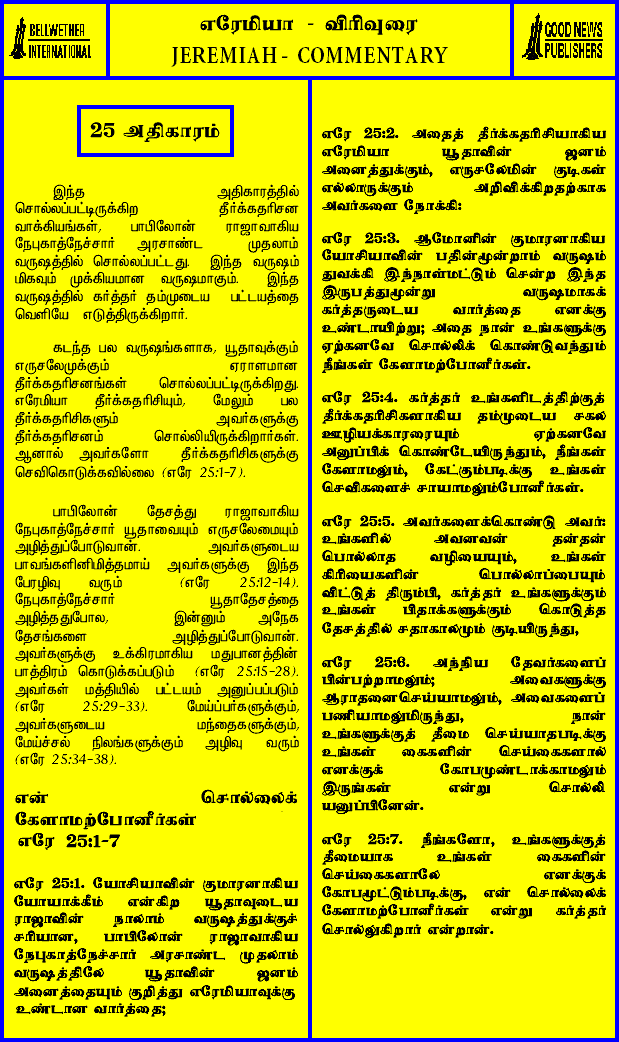 BELLWETHER
INTERNATIONAL
எரேமியா - விரிவுரை
JEREMIAH - COMMENTARY
GOOD NEWS
PUBLISHERS
25 அதிகாரம்
இந்த அதிகாரத்தில்
சொல்லப்பட்டிருக்கிற தீர்க்கதரிசன
வாக்கியங்கள், பாபிலோன் ராஜாவாகிய
நேபுகாத்நேச்சார் அரசாண்ட முதலாம்
வருஷத்தில் சொல்லப்பட்டது. இந்த வருஷம்
மிகவும் முக்கியமான வருஷமாகும். இந்த
வருஷத்தில் கர்த்தர் தம்முடைய பட்டயத்தை
வெளியே எடுத்திருக்கிறார்.
கடந்த பல வருஷங்களாக, யூதாவுக்கும்
எருசலேமுக்கும் ஏராளமான
தீர்க்கதரிசனங்கள் சொல்லப்பட்டிருக்கிறது.
எரேமியா தீர்க்கதரிசியும், மேலும் பல
தீர்க்கதரிசிகளும் அவர்களுக்கு
தீர்க்கதரிசனம் சொல்லியிருக்கிறார்கள்.
ஆனால் அவர்களோ தீர்க்கதரிசிகளுக்கு
செவிகொடுக்கவில்லை (எரே 25:1-7).
பாபிலோன் தேசத்து ராஜாவாகிய
நேபுகாத்நேச்சார் யூதாவையும் எருசலேமையும்
அழித்துப்போடுவான். அவர்களுடைய
பாவங்களினிமித்தமாய் அவர்களுக்கு இந்த
பேரழிவு வரும் (எரே 25:12-14).
நேபுகாத்நேச்சார் யூதாதேசத்தை
அழித்ததுபோல, இன்னும் அநேக
தேசங்களை அழித்துப்போடுவான்.
அவர்களுக்கு உக்கிரமாகிய மதுபானத்தின்
பாத்திரம் கொடுக்கப்படும் (எரே 25:15-28).
அவர்கள் மத்தியில் பட்டயம் அனுப்பப்படும்
(எரே 25:29-33). மேய்ப்பர்களுக்கும்,
அவர்களுடைய மந்தைகளுக்கும்,
மேய்ச்சல் நிலங்களுக்கும் அழிவு வரும்
(எரே 25:34-38).
என் சொல்லைக்
கேளாமற்போனீர்கள்
எரே 25:1-7
எரே 25:1. யோசியாவின் குமாரனாகிய
யோயாக்கீம் என்கிற யூதாவுடைய
ராஜாவின் நாலாம் வருஷத்துக்குச்
சரியான, பாபிலோன் ராஜாவாகிய
நேபுகாத்நேச்சார் அரசாண்ட முதலாம்
வருஷத்திலே யூதாவின் ஜனம்
அனைத்தையும் குறித்து எரேமியாவுக்கு
உண்டான வார்த்தை;
எரே 25:2. அதைத் தீர்க்கதரிசியாகிய
எரேமியா யூதாவின் ஜனம்
அனைத்துக்கும், எருசலேமின் குடிகள்
எல்லாருக்கும் அறிவிக்கிறதற்காக
அவர்களை நோக்கி:
எரே 25:3. ஆமோனின் குமாரனாகிய
யோசியாவின் பதின்மூன்றாம் வருஷம்
துவக்கி இந்நாள்மட்டும் சென்ற இந்த
இருபத்துமூன்று வருஷமாகக்
கர்த்தருடைய வார்த்தை எனக்கு
உண்டாயிற்று; அதை நான் உங்களுக்கு
ஏற்கனவே சொல்லிக் கொண்டுவந்தும்
நீங்கள் கேளாமற்போனீர்கள்.
எரே 25:4. கர்த்தர் உங்களிடத்திற்குத்
தீர்க்கதரிசிகளாகிய தம்முடைய சகல
ஊழியக்காரரையும் ஏற்கனவே
அனுப்பிக் கொண்டேயிருந்தும், நீங்கள்
கேளாமலும், கேட்கும்படிக்கு உங்கள்
செவிகளைச் சாயாமலும்போனீர்கள்.
எரே 25:5. அவர்களைக்கொண்டு அவர்:
உங்களில் அவனவன் தன்தன்
பொல்லாத வழியையும், உங்கள்
கிரியைகளின் பொல்லாப்பையும்
விட்டுத் திரும்பி, கர்த்தர் உங்களுக்கும்
உங்கள் பிதாக்களுக்கும் கொடுத்த
தேசத்தில் சதாகாலமும் குடியிருந்து,
எரே 25:6. அந்நிய தேவர்களைப்
பின்பற்றாமலும்; அவைகளுக்கு
ஆராதனைசெய்யாமலும், அவைகளைப்
பணியாமலுமிருந்து, நான்
உங்களுக்குத் தீமை செய்யாதபடிக்கு
உங்கள் கைகளின் செய்கைகளால்
எனக்குக் கோபமுண்டாக்காமலும்
இருங்கள் என்று சொல்லி
யனுப்பினேன்.
எரே 25:7. நீங்களோ, உங்களுக்குத்
தீமையாக உங்கள் கைகளின்
செய்கைகளாலே எனக்குக்
கோபமூட்டும்படிக்கு, என் சொல்லைக்
கேளாமற்போனீர்கள் என்று கர்த்தர்
சொல்லுகிறார் என்றான்.